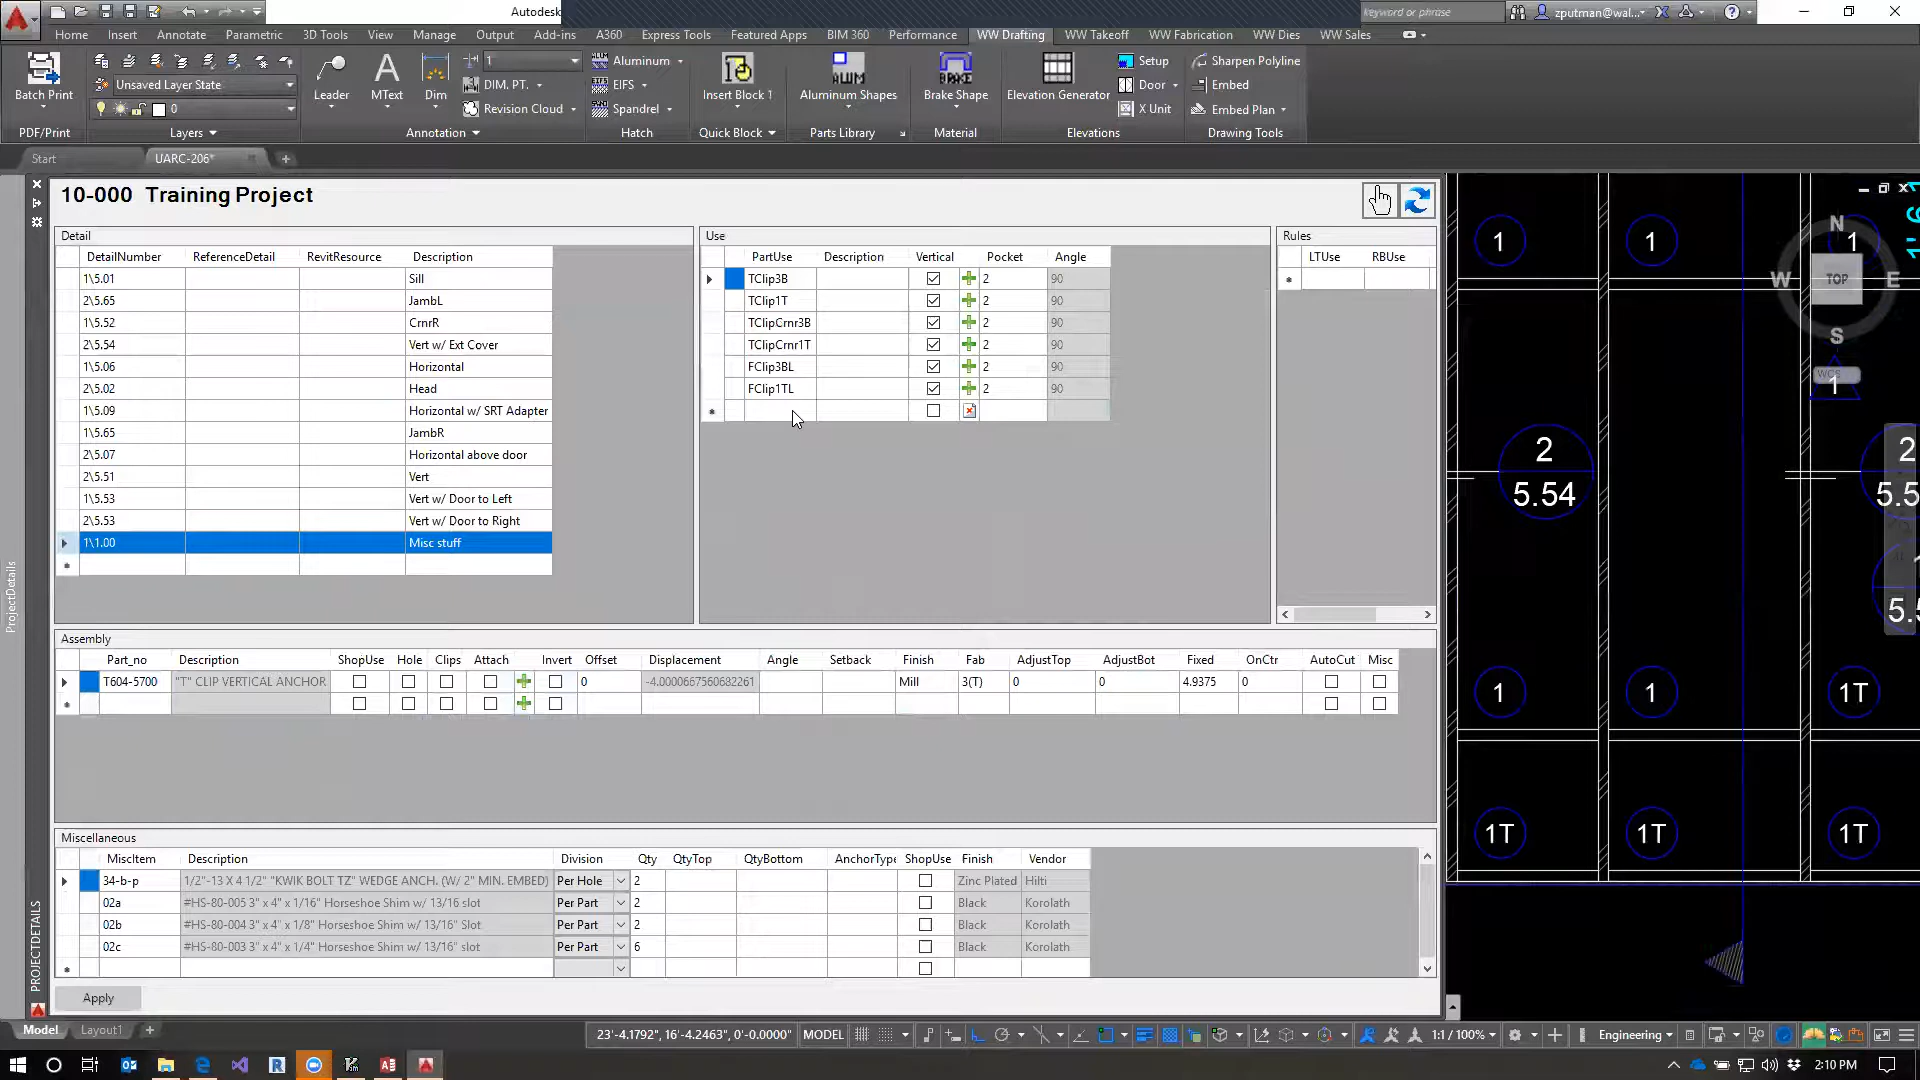 Autodesk
keyword or phrase
zputman@wal...
Home Insert Annotate Parametric 3D Tools View Manage Output Add-ins A360 Express Tools Featured Apps BIM 360 Performance WW Drafting WW Takeoff WW Fabrication WW Dies WW Sales
Batch Print
PDF/Print
Unsaved Layer State
0
Layers
Leader
MText
Dim
1
DIM. PT.
Revision Cloud
Annotation
Aluminum
EIFS
Spandrel
Hatch
Insert Block 1
Quick Block
ALUM
Aluminum Shapes
Parts Library
BRAKE
Brake Shape
Material
Elevation Generator
Setup
Door
X Unit
Elevations
Sharpen Polyline
Embed
Embed Plan
Drawing Tools
Start
UARC-206*
10-000 Training Project
Detail
DetailNumber ReferenceDetail RevitResource Description
1\5.01 Sill
2\5.65 JambL
1\5.52 CrnrR
2\5.54 Vert w/ Ext Cover
1\5.06 Horizontal
2\5.02 Head
1\5.09 Horizontal w/ SRT Adapter
1\5.65 JambR
2\5.07 Horizontal above door
2\5.51 Vert
1\5.53 Vert w/ Door to Left
2\5.53 Vert w/ Door to Right
1\1.00 Misc stuff
Use
PartUse Description Vertical Pocket Angle
TClip3B 2 90
TClip1T 2 90
TClipCrnr3B 2 90
TClipCrnr1T 2 90
FClip3BL 2 90
FClip1TL 2 90
Rules
LTUse RBUse
Assembly
Part_no Description ShopUse Hole Clips Attach Invert Offset Displacement Angle Setback Finish Fab AdjustTop AdjustBot Fixed OnCtr AutoCut Misc
T604-5700 "T" CLIP VERTICAL ANCHOR 0 -4.0000667560682261 Mill 3(T) 0 0 4.9375 0
Miscellaneous
MiscItem Description Division Qty QtyTop QtyBottom AnchorType ShopUse Finish Vendor
34-b-p 1/2"-13 X 4 1/2" "KWIK BOLT TZ" WEDGE ANCH. (W/ 2" MIN. EMBED) Per Hole 2 Zinc Plated Hilti
02a #HS-80-005 3" x 4" x 1/16" Horseshoe Shim w/ 13/16 slot Per Part 2 Black Korolath
02b #HS-80-004 3" x 4" x 1/8" Horseshoe Shim w/ 13/16" slot Per Part 2 Black Korolath
02c #HS-80-003 3" x 4" x 1/4" Horseshoe Shim w/ 13/16" slot Per Part 6 Black Korolath
Apply
ProjectDetails
PROJECTDETAILS
N
W TOP E
S
WCS
1 1 1
1
2
5.54
2
1 1 1T
1T 1T 1T
Model Layout1
23'-4.1792", 16'-4.2463", 0'-0.0000" MODEL
1:1 / 100%
Engineering
2:10 PM